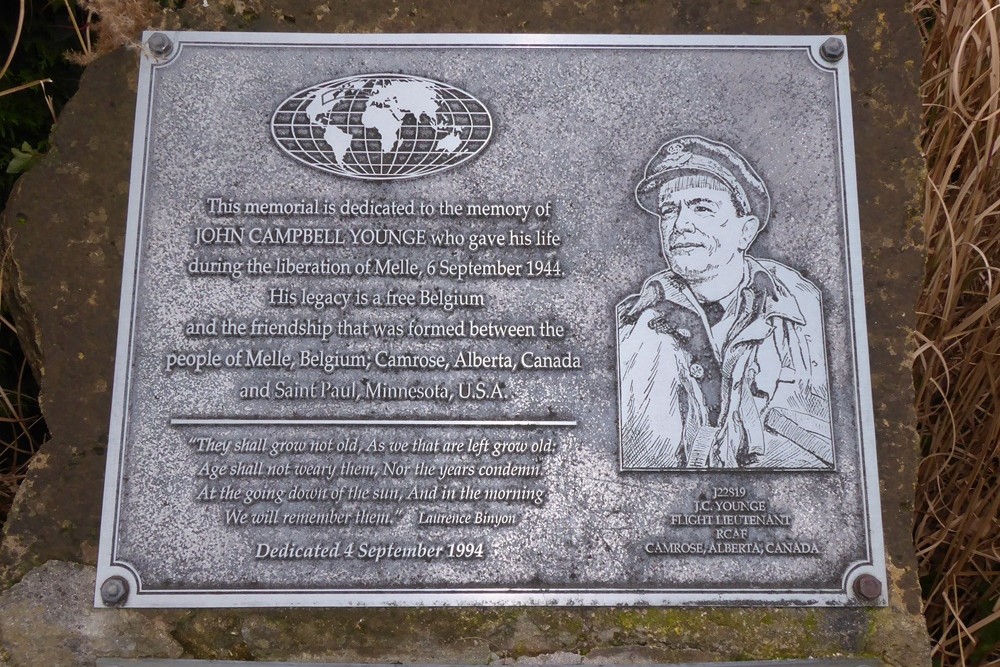 This memorial is dedicated to the memory of
JOHN CAMPBELL YOUNGE who gave his life
during the liberation of Melle, 6 September 1944.
His legacy is a free Belgium
and the friendship that was formed between the
people of Melle, Belgium; Camrose, Alberta, Canada
and Saint Paul, Minnesota, U.S.A.
"They shall grow not old, As we that are left grow old:
Age shall not weary them, Nor the years condemn.
At the going down of the sun, And in the morning
We will remember them." Laurence Binyon
Dedicated 4 September 1994
J22819
J.C. YOUNGE
FLIGHT LIEUTENANT
RCAF
CAMROSE, ALBERTA, CANADA